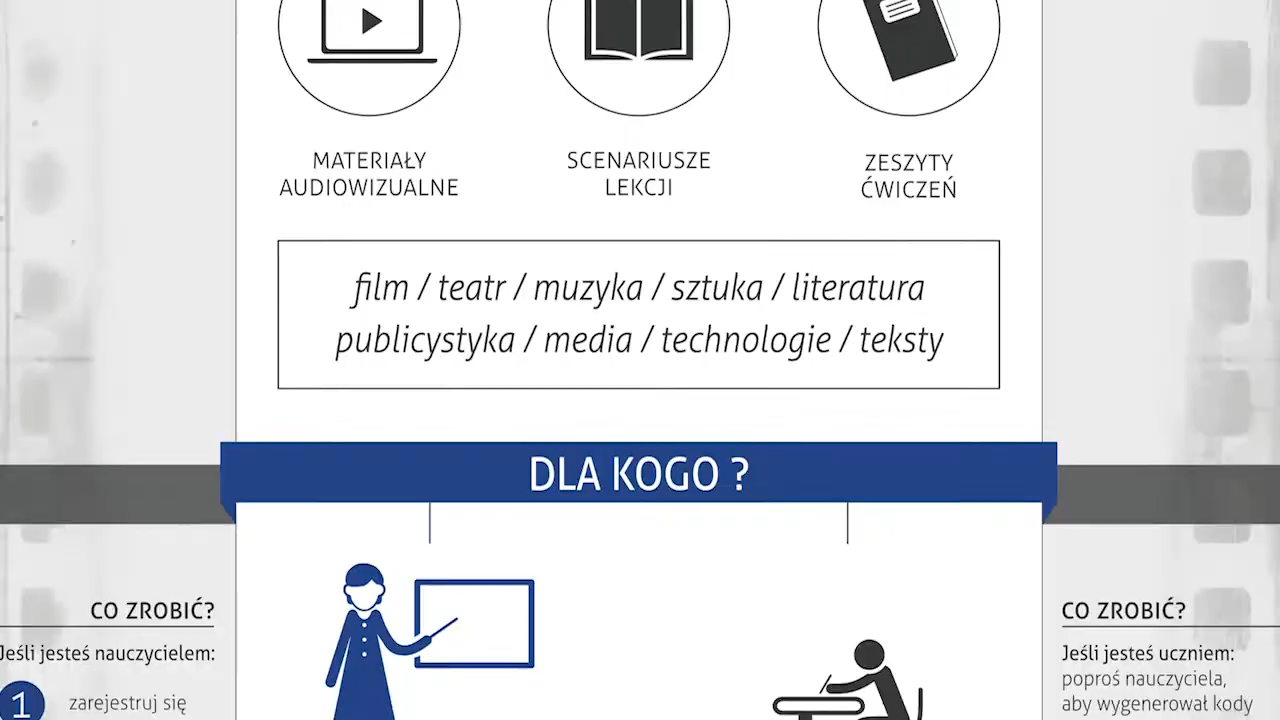 MATERIAŁY
AUDIOWIZUALNE
SCENARIUSZE
LEKCJI
ZESZYTY
ĆWICZEŃ
film / teatr / muzyka / sztuka / literatura
publicystyka / media / technologie / teksty
DLA KOGO ?
CO ZROBIĆ?
Jeśli jesteś nauczycielem:
1 zarejestruj się
CO ZROBIĆ?
Jeśli jesteś uczniem:
poproś nauczyciela,
aby wygenerował kody